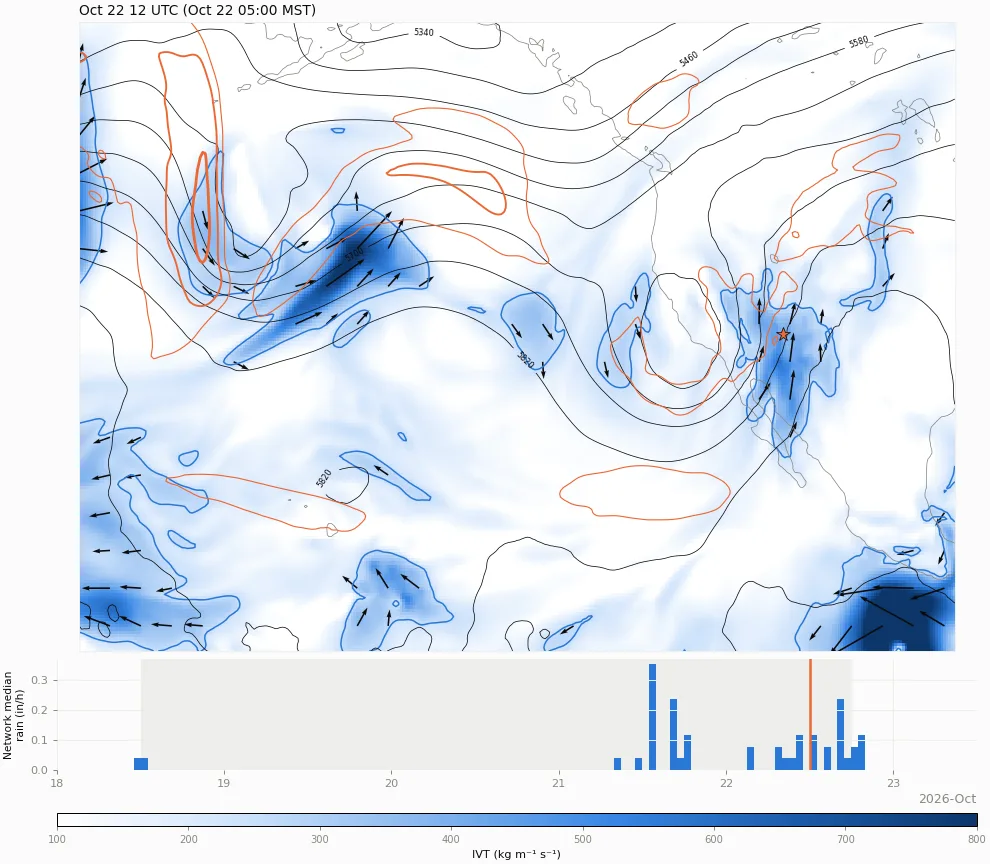 Oct 22 12 UTC (Oct 22 05:00 MST)
5340
5460
5580
5700
5820
5820
Network median
rain (in/h)
0.3
0.2
0.1
0.0
18 19 20 21 22 23
2026-Oct
100 200 300 400 500 600 700 800
IVT (kg m⁻¹ s⁻¹)